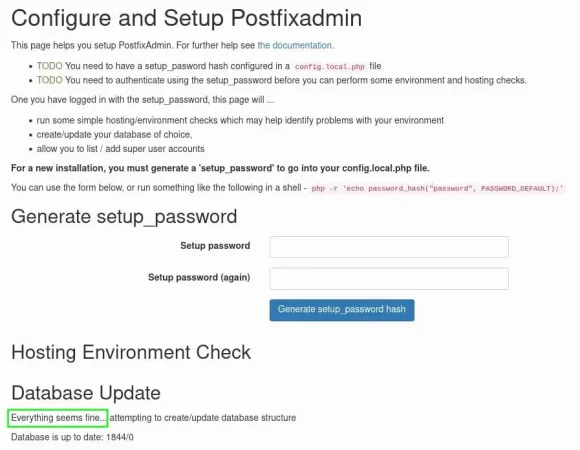 Configure and Setup Postfixadmin
This page helps you setup PostfixAdmin. For further help see the documentation.
TODO You need to have a setup_pasword hash configured in a config.local.php file
TODO You need to authenticate using the setup_password before you can perform some environment and hosting checks.
One you have logged in with the setup_password, this page will ...
run some simple hosting/environment checks which may help identify problems with your environment
create/update your database of choice,
allow you to list / add super user accounts
For a new installation, you must generate a 'setup_password' to go into your config.local.php file.
You can use the form below, or run something like the following in a shell - php -r 'echo password_hash("password", PASSWORD_DEFAULT);'
Generate setup_password
Setup password
Setup password (again)
Generate setup_password hash
Hosting Environment Check
Database Update
Everything seems fine... attempting to create/update database structure
Database is up to date: 1844/0